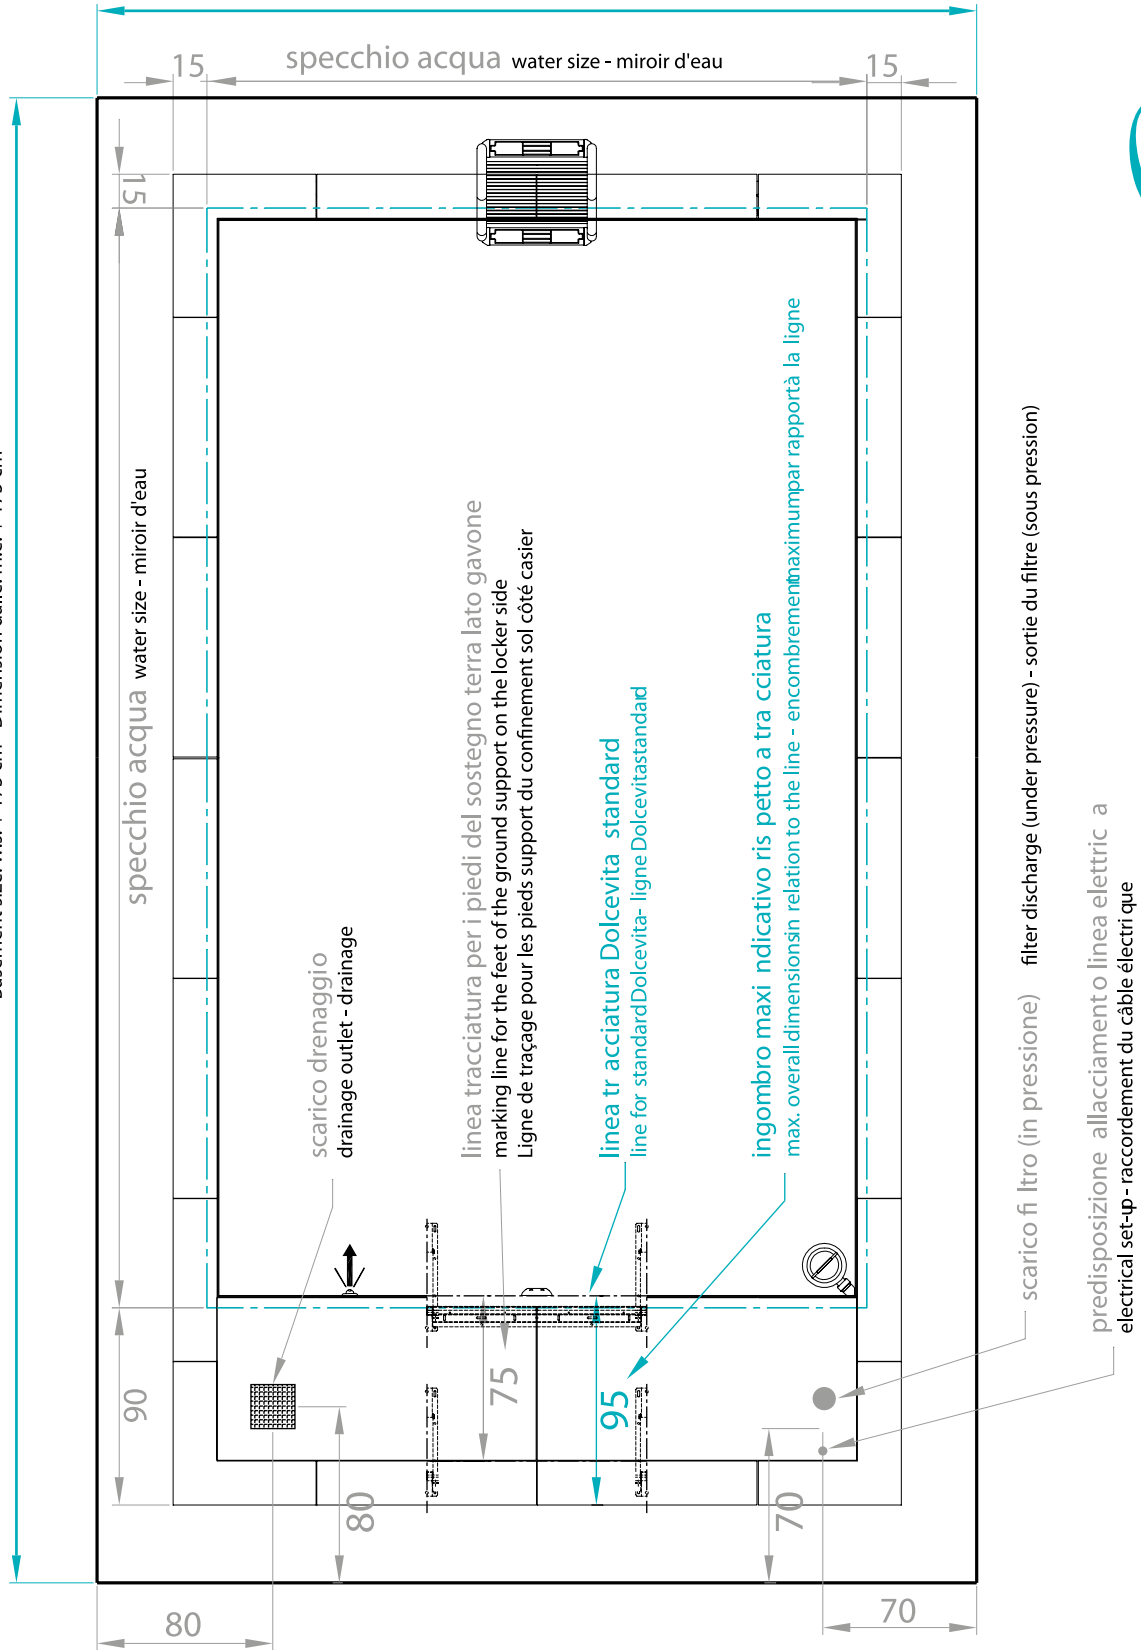 specchio acqua water size - miroir d'eau
15
15
15
specchio acqua water size - miroir d'eau
scarico drenaggio
drainage outlet - drainage
linea tracciatura per i piedi del sostegno terra lato gavone
marking line for the feet of the ground support on the locker side
Ligne de traçage pour les pieds support du confinement sol côté casier
linea tr acciatura Dolcevita standard
line for standard Dolcevita- ligne Dolcevitastandard
ingombro maxi ndicativo ris petto a tra cciatura
max. overall dimensionsin relation to the line - encombrementmaximumpar rapportà la ligne
scarico fi ltro (in pressione) filter discharge (under pressure) - sortie du filtre (sous pression)
predisposizione allacciament o linea elettric a
electrical set-up - raccordement du câble électri que
90
75
95
80
70
80
70